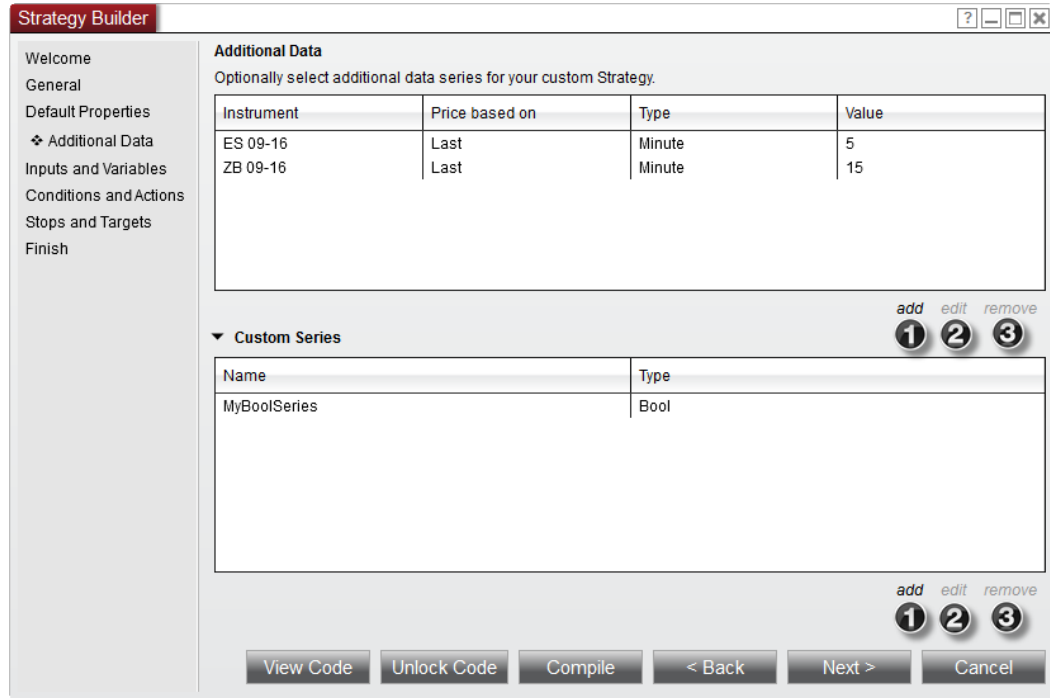 Strategy Builder
?
Welcome
General
Default Properties
Additional Data
Inputs and Variables
Conditions and Actions
Stops and Targets
Finish
Additional Data
Optionally select additional data series for your custom Strategy.
Instrument Price based on Type Value
ES 09-16 Last Minute 5
ZB 09-16 Last Minute 15
add edit remove
1 2 3
Custom Series
Name Type
MyBoolSeries Bool
add edit remove
1 2 3
View Code Unlock Code Compile < Back Next > Cancel